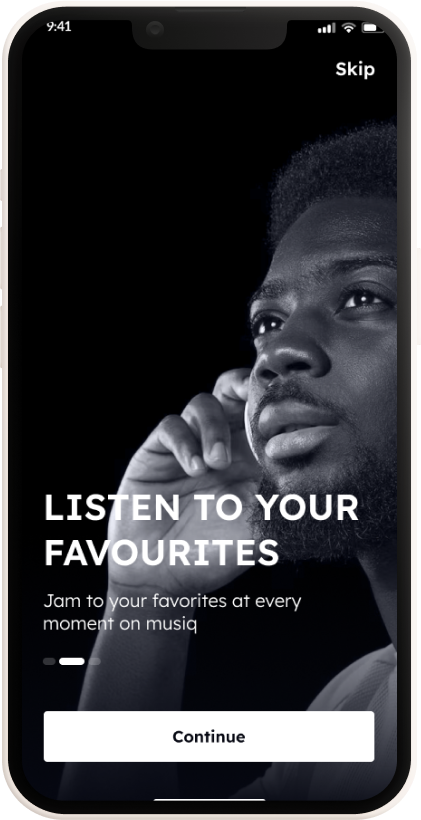 9:41
Skip
LISTEN TO YOUR
FAVOURITES
Jam to your favorites at every
moment on musiq
Continue